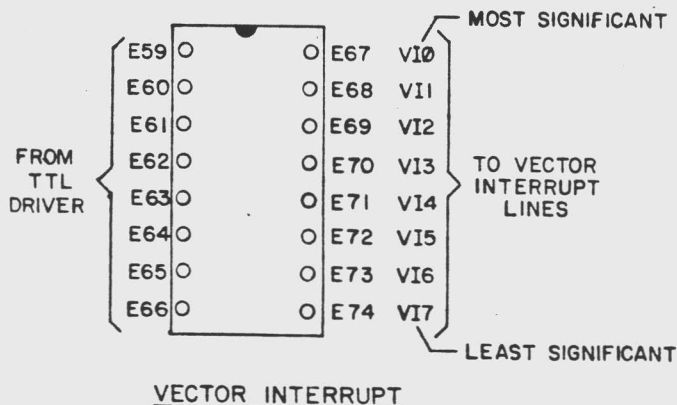 MOST SIGNIFICANT
E59 E67 VI0
E60 E68 VI1
E61 E69 VI2
E62 E70 VI3
E63 E71 VI4
E64 E72 VI5
E65 E73 VI6
E66 E74 VI7
FROM
TTL
DRIVER
TO VECTOR
INTERRUPT
LINES
LEAST SIGNIFICANT
VECTOR INTERRUPT